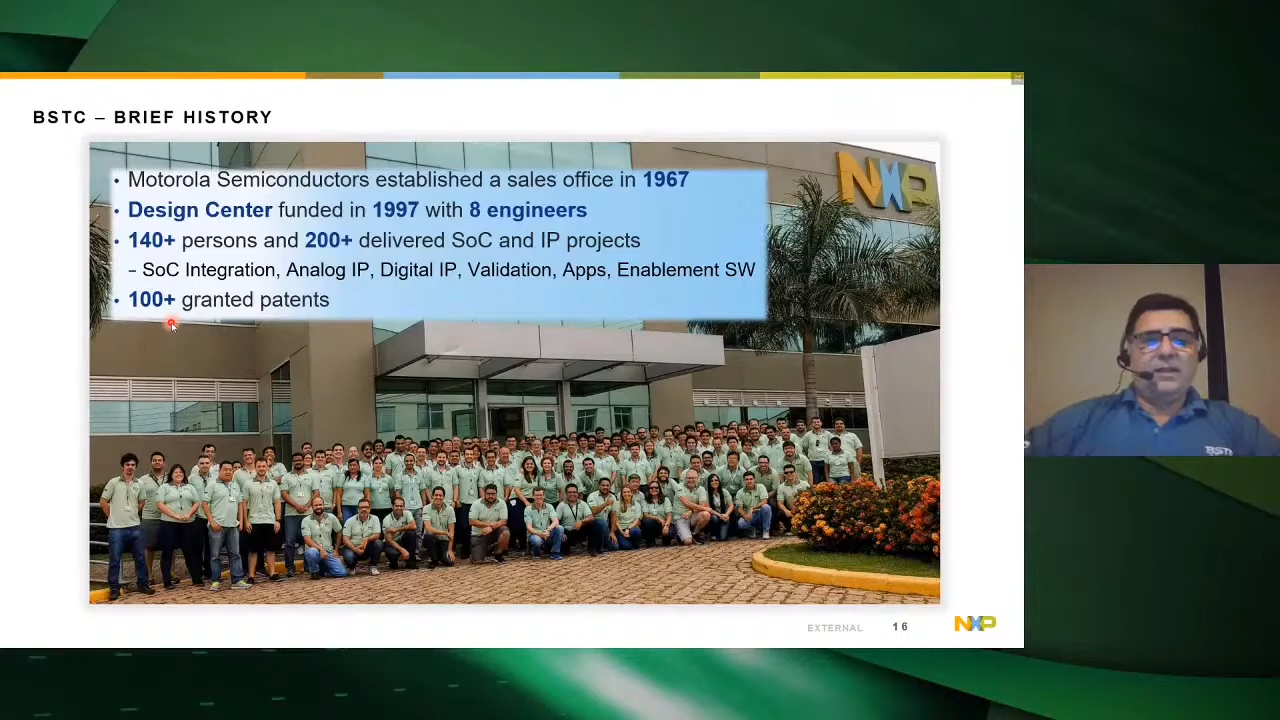 BSTC – BRIEF HISTORY
NXP
• Motorola Semiconductors established a sales office in 1967
• Design Center funded in 1997 with 8 engineers
• 140+ persons and 200+ delivered SoC and IP projects
– SoC Integration, Analog IP, Digital IP, Validation, Apps, Enablement SW
• 100+ granted patents
EXTERNAL 16 NXP